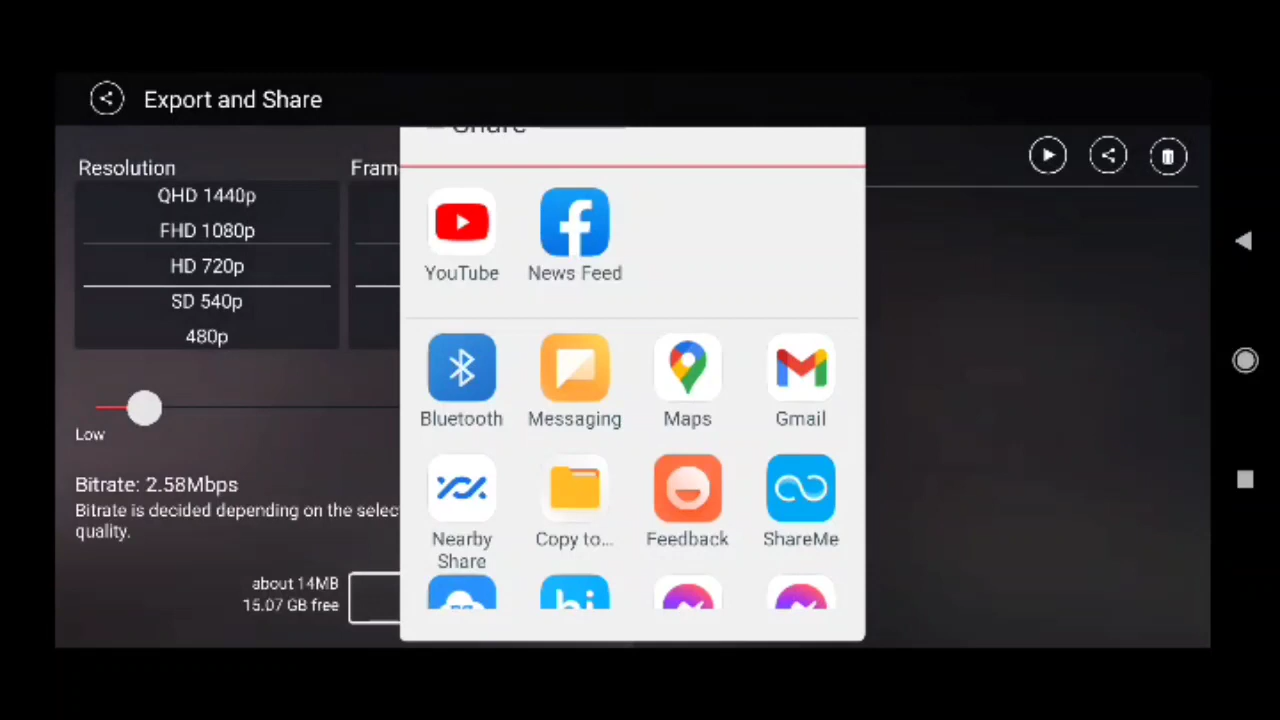 Export and Share
Share
Resolution
Fram
QHD 1440p
FHD 1080p
HD 720p
SD 540p
480p
Low
Bitrate: 2.58Mbps
Bitrate is decided depending on the selec
quality.
about 14MB
15.07 GB free
YouTube
News Feed
Bluetooth
Messaging
Maps
Gmail
Nearby
Share
Copy to...
Feedback
ShareMe
hi